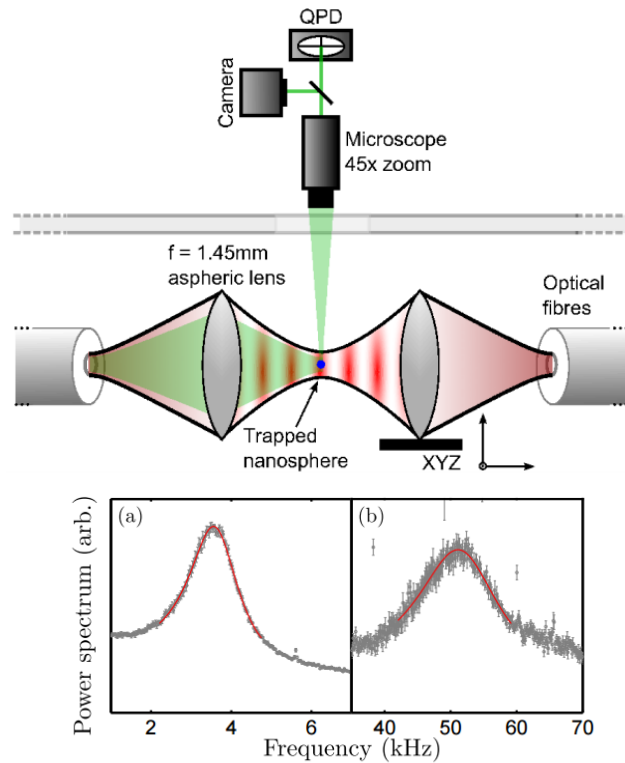 QPD
Camera
Microscope
45x zoom
f = 1.45mm
aspheric lens
Optical
fibres
Trapped
nanosphere
XYZ
Power spectrum (arb.)
(a)
(b)
2 4 6 40 50 60 70
Frequency (kHz)